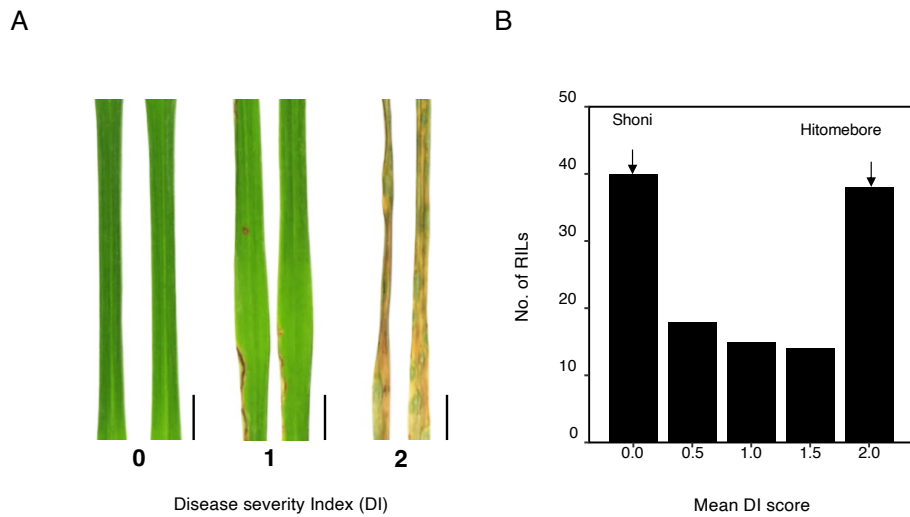 A
0
1
2
Disease severity Index (DI)
B
50
40
30
20
10
0
No. of RILs
Shoni
Hitomebore
0.0 0.5 1.0 1.5 2.0
Mean DI score